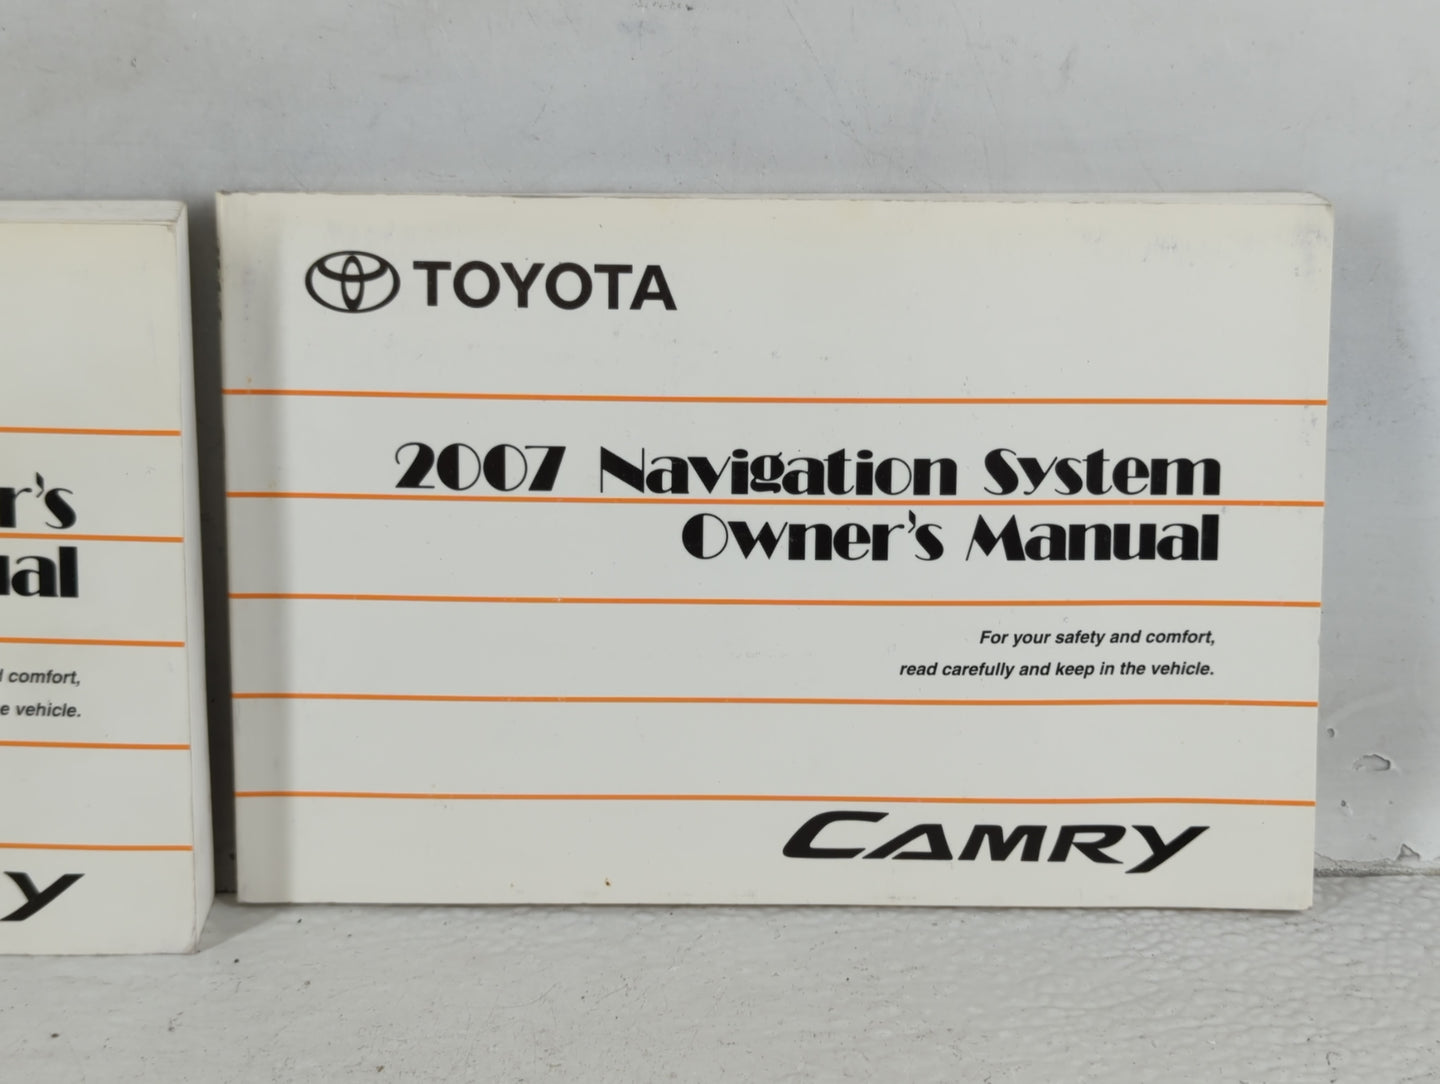 r's
ual
d comfort,
e vehicle.
Y
TOYOTA
2007 Navigation System
Owner's Manual
For your safety and comfort,
read carefully and keep in the vehicle.
CAMRY